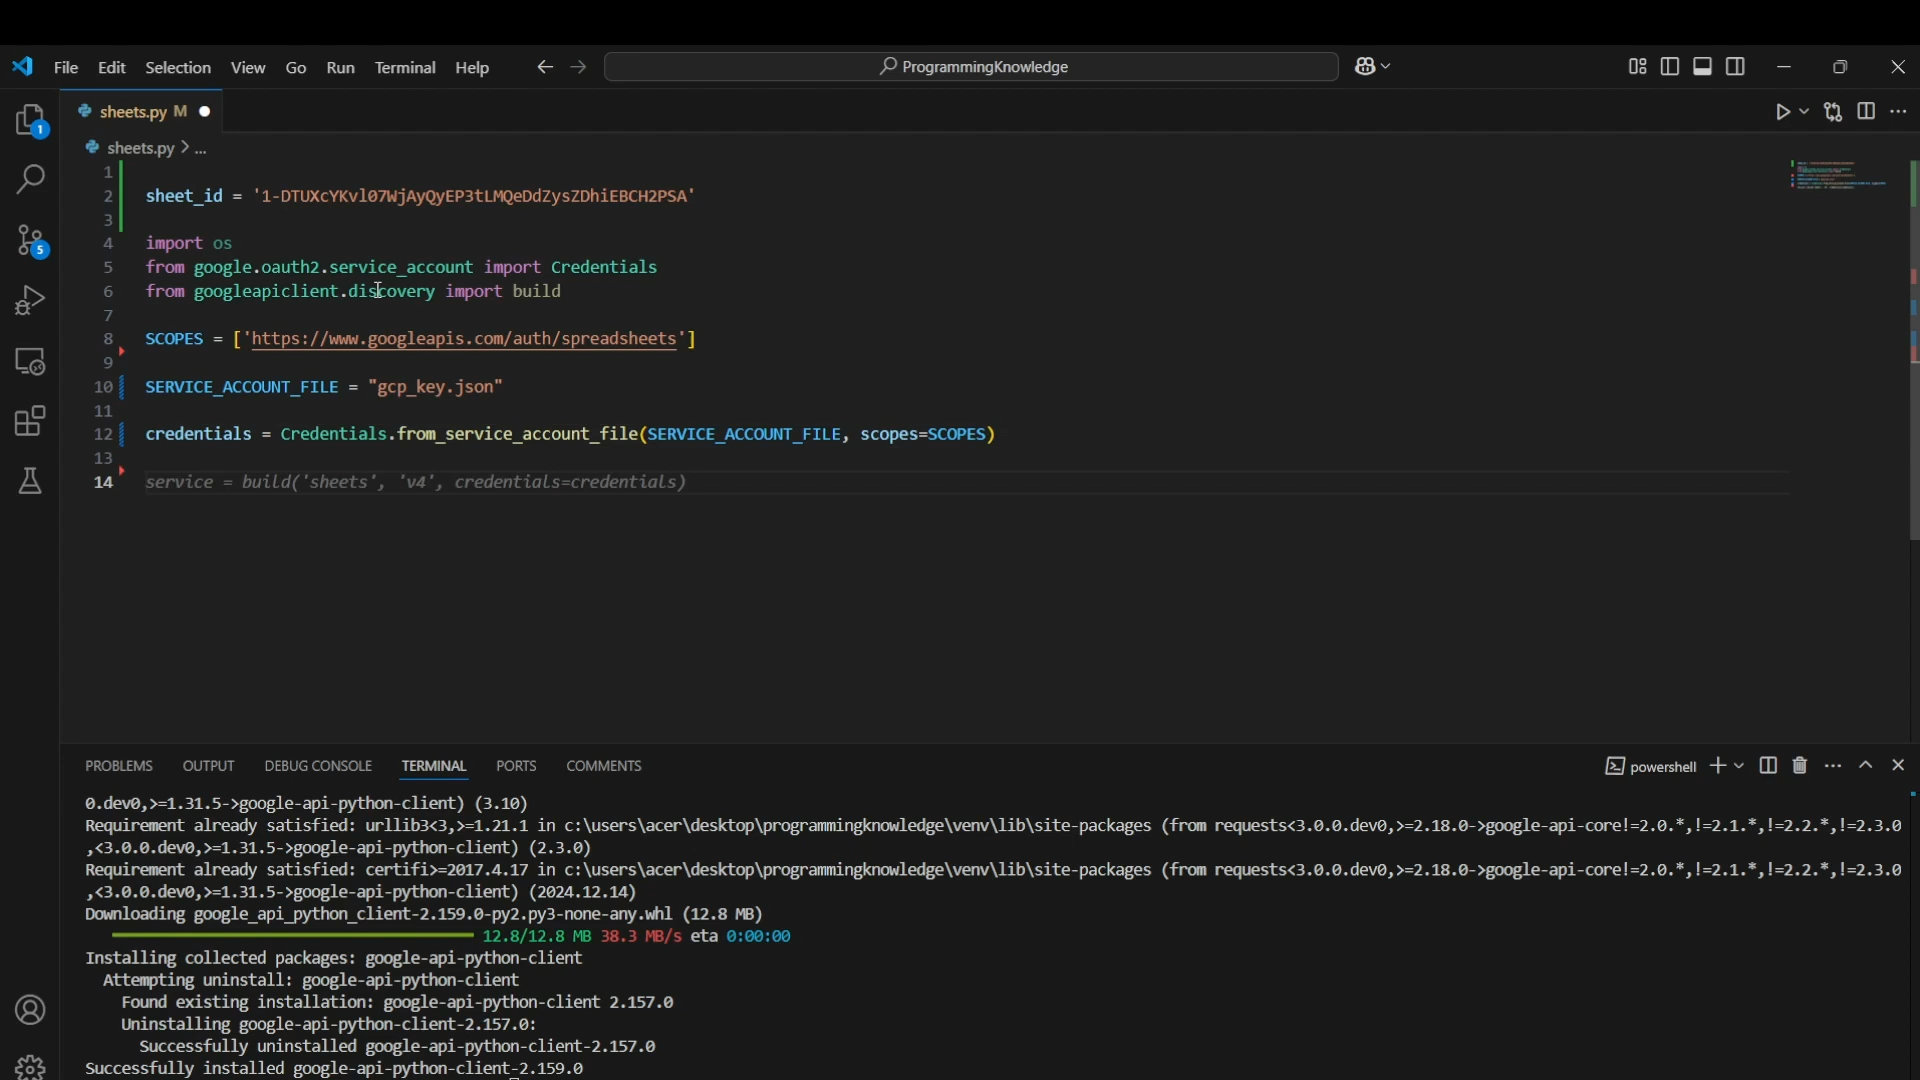 File Edit Selection View Go Run Terminal Help ProgrammingKnowledge
sheets.py M
1
5
sheets.py > ...
1
2 sheet_id = '1-DTUXcYKvl07WjAyQyEP3tLMQeDdZysZDhiEBCH2PSA'
3
4 import os
5 from google.oauth2.service_account import Credentials
6 from googleapiclient.discovery import build
7
8 SCOPES = ['https://www.googleapis.com/auth/spreadsheets']
9
10 SERVICE_ACCOUNT_FILE = "gcp_key.json"
11
12 credentials = Credentials.from_service_account_file(SERVICE_ACCOUNT_FILE, scopes=SCOPES)
13
14 service = build('sheets', 'v4', credentials=credentials)
PROBLEMS OUTPUT DEBUG CONSOLE TERMINAL PORTS COMMENTS powershell
0.dev0,>=1.31.5->google-api-python-client) (3.10)
Requirement already satisfied: urllib3<3,>=1.21.1 in c:\users\acer\desktop\programmingknowledge\venv\lib\site-packages (from requests<3.0.0.dev0,>=2.18.0->google-api-core!=2.0.*,!=2.1.*,!=2.2.*,!=2.3.0
,<3.0.0.dev0,>=1.31.5->google-api-python-client) (2.3.0)
Requirement already satisfied: certifi>=2017.4.17 in c:\users\acer\desktop\programmingknowledge\venv\lib\site-packages (from requests<3.0.0.dev0,>=2.18.0->google-api-core!=2.0.*,!=2.1.*,!=2.2.*,!=2.3.0
,<3.0.0.dev0,>=1.31.5->google-api-python-client) (2024.12.14)
Downloading google_api_python_client-2.159.0-py2.py3-none-any.whl (12.8 MB)
12.8/12.8 MB 38.3 MB/s eta 0:00:00
Installing collected packages: google-api-python-client
Attempting uninstall: google-api-python-client
Found existing installation: google-api-python-client 2.157.0
Uninstalling google-api-python-client-2.157.0:
Successfully uninstalled google-api-python-client-2.157.0
Successfully installed google-api-python-client-2.159.0